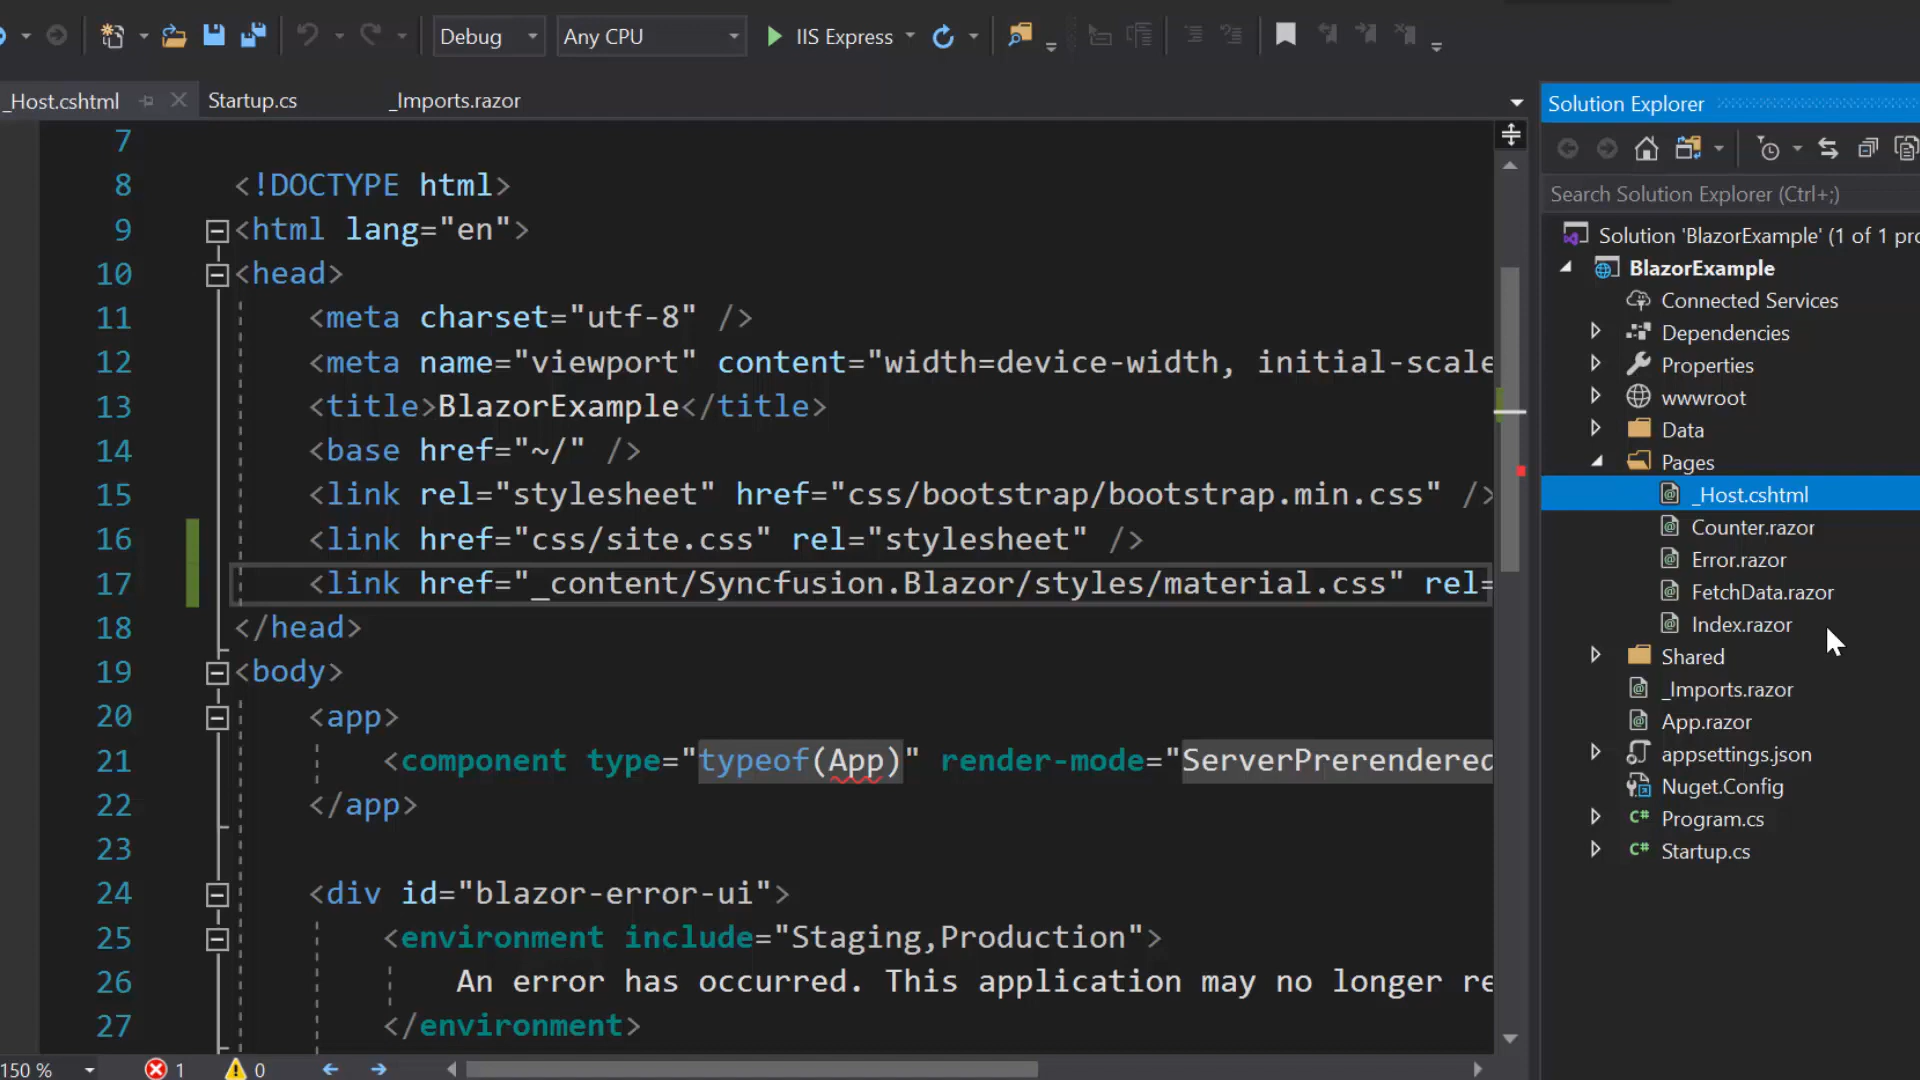 Debug Any CPU IIS Express
_Host.cshtml Startup.cs _Imports.razor
7
8 <!DOCTYPE html>
9 <html lang="en">
10 <head>
11 <meta charset="utf-8" />
12 <meta name="viewport" content="width=device-width, initial-scale
13 <title>BlazorExample</title>
14 <base href="~/" />
15 <link rel="stylesheet" href="css/bootstrap/bootstrap.min.css" />
16 <link href="css/site.css" rel="stylesheet" />
17 <link href="_content/Syncfusion.Blazor/styles/material.css" rel=
18 </head>
19 <body>
20 <app>
21 <component type="typeof(App)" render-mode="ServerPrerendered
22 </app>
23
24 <div id="blazor-error-ui">
25 <environment include="Staging,Production">
26 An error has occurred. This application may no longer re
27 </environment>
150 % 1 0
Solution Explorer
Search Solution Explorer (Ctrl+;)
Solution 'BlazorExample' (1 of 1 pro
BlazorExample
Connected Services
Dependencies
Properties
wwwroot
Data
Pages
_Host.cshtml
Counter.razor
Error.razor
FetchData.razor
Index.razor
Shared
_Imports.razor
App.razor
appsettings.json
Nuget.Config
C# Program.cs
C# Startup.cs